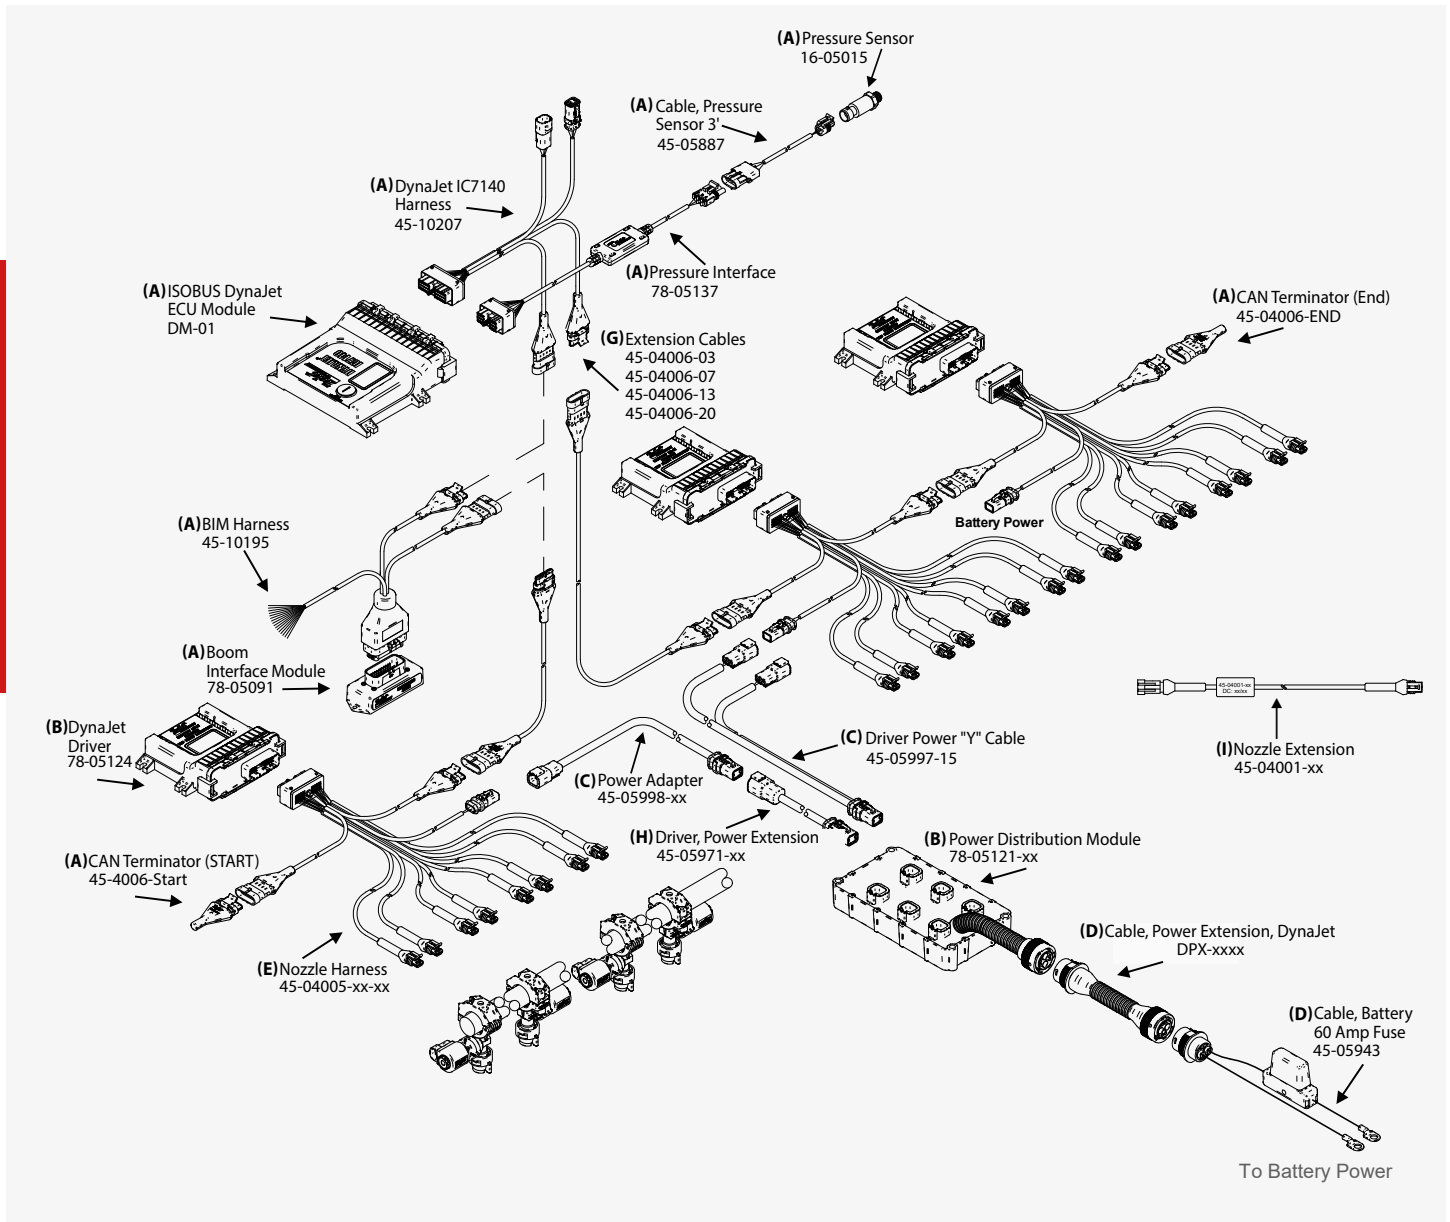 (A) Pressure Sensor
16-05015
(A) Cable, Pressure
Sensor 3'
45-05887
(A) DynaJet IC7140
Harness
45-10207
(A) Pressure Interface
78-05137
(A) ISOBUS DynaJet
ECU Module
DM-01
(G) Extension Cables
45-04006-03
45-04006-07
45-04006-13
45-04006-20
(A) CAN Terminator (End)
45-04006-END
Battery Power
(A) BIM Harness
45-10195
(A) Boom
Interface Module
78-05091
(B) DynaJet
Driver
78-05124
45-04001-xx
DC: xx/xx
(I) Nozzle Extension
45-04001-xx
(C) Driver Power "Y" Cable
45-05997-15
(C) Power Adapter
45-05998-xx
(H) Driver, Power Extension
45-05971-xx
(B) Power Distribution Module
78-05121-xx
(A) CAN Terminator (START)
45-4006-Start
(E) Nozzle Harness
45-04005-xx-xx
(D) Cable, Power Extension, DynaJet
DPX-xxxx
(D) Cable, Battery
60 Amp Fuse
45-05943
To Battery Power